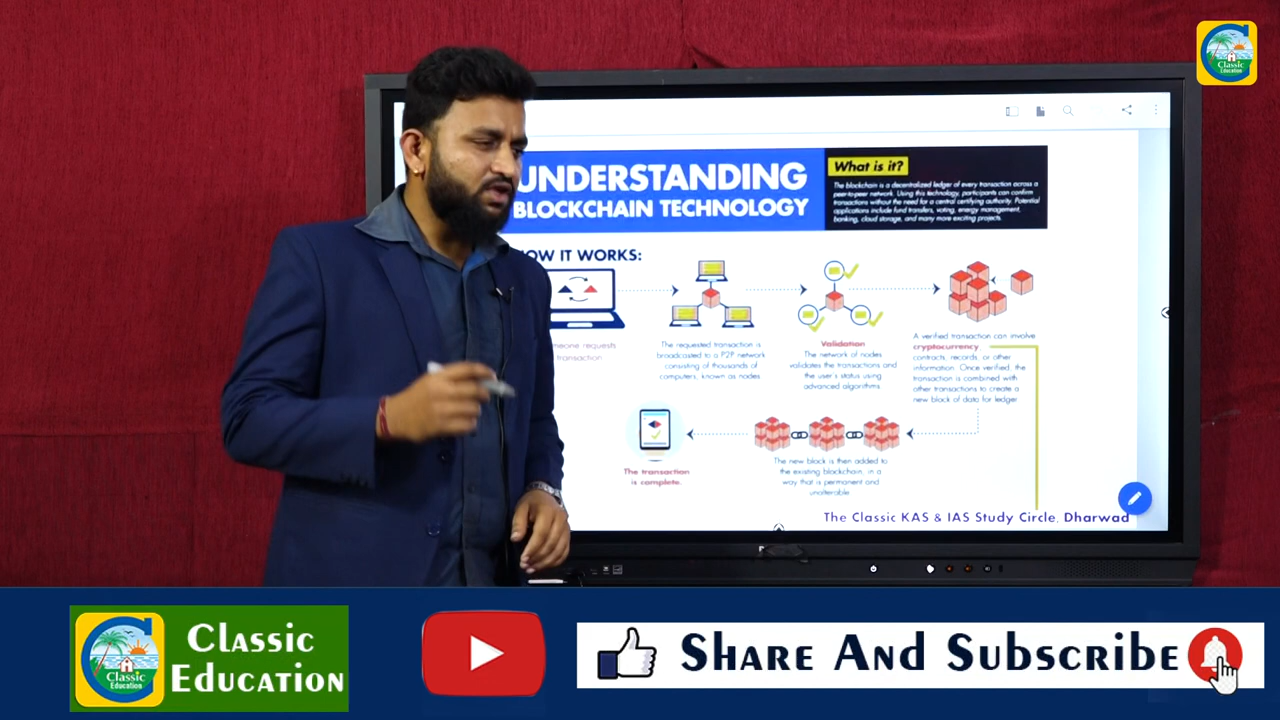 Classic
Education
UNDERSTANDING
BLOCKCHAIN TECHNOLOGY
What is it?
The blockchain is a decentralized ledger of every transaction across a
peer-to-peer network. Using this technology, participants can confirm
transactions without the need for a central certifying authority. Potential
applications include fund transfers, voting, energy management,
banking, cloud storage, and many more exciting projects.
OW IT WORKS:
meone requests
transaction
The requested transaction is
broadcasted to a P2P network
consisting of thousands of
computers, known as nodes
Validation
The network of nodes
validates the transactions and
the user's status using
advanced algorithms
A verified transaction can involve
cryptocurrency
contracts, records, or other
information. Once verified, the
transaction is combined with
other transactions to create a
new block of data for ledger
The transaction
is complete.
The new block is then added to
the existing blockchain, in a
way that is permanent and
unalterable
The Classic KAS & IAS Study Circle, Dharwad
Classic
Education
Classic
Education
Share And Subscribe